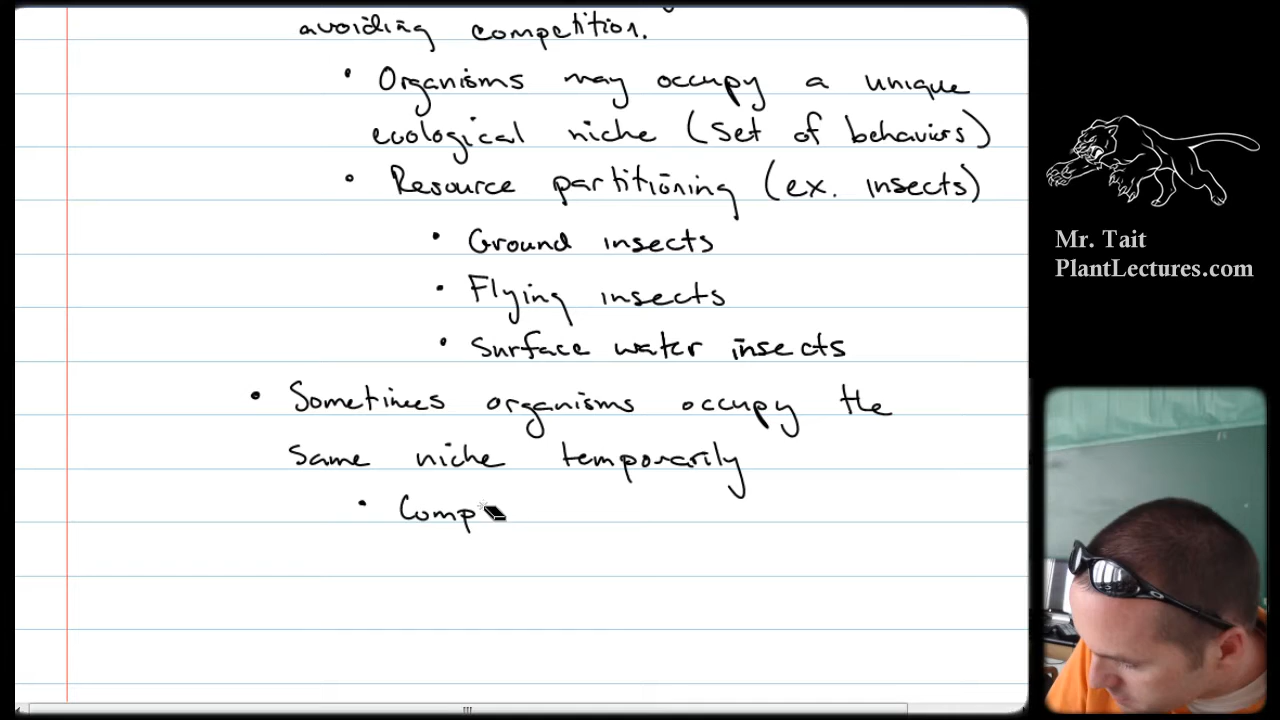 avoiding competition.
• Organisms may occupy a unique
ecological niche (set of behaviors)
• Resource partitioning (ex. insects)
• Ground insects
• Flying insects
• Surface water insects
• Sometimes organisms occupy the
same niche temporarily
• Comp
Mr. Tait
PlantLectures.com